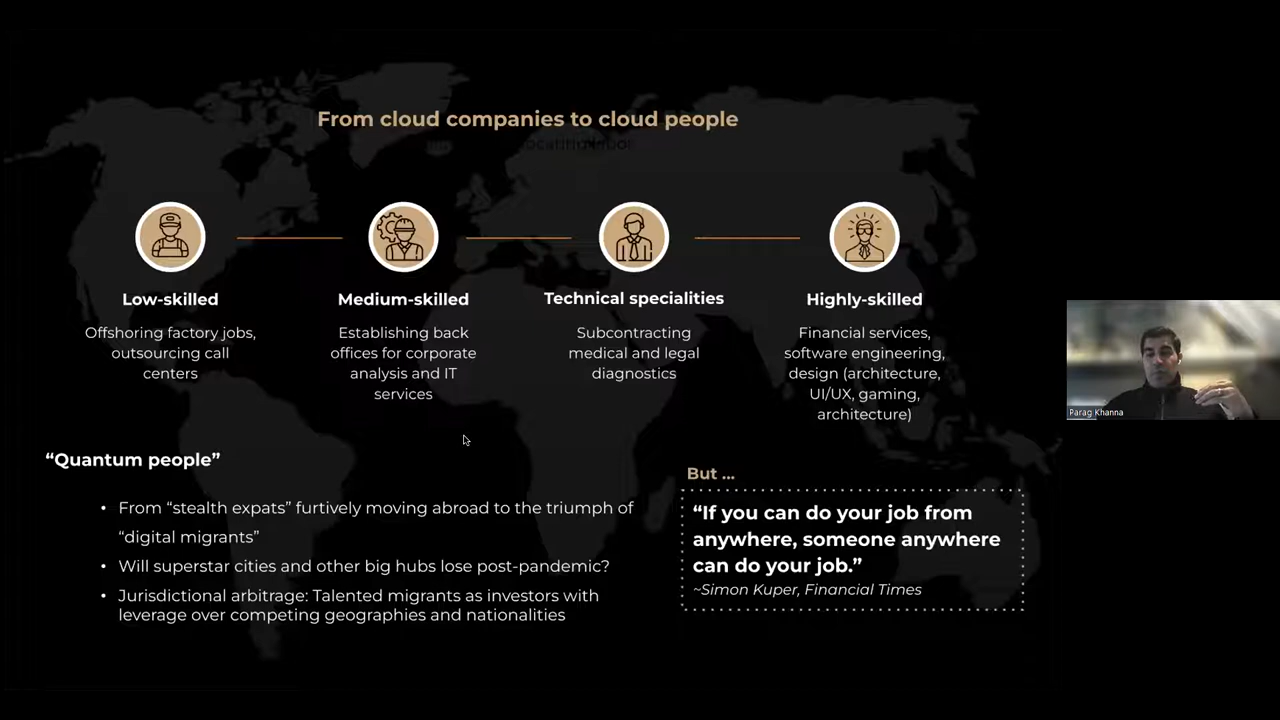 From cloud companies to cloud people
Low-skilled
Offshoring factory jobs,
outsourcing call
centers
Medium-skilled
Establishing back
offices for corporate
analysis and IT
services
Technical specialities
Subcontracting
medical and legal
diagnostics
Highly-skilled
Financial services,
software engineering,
design (architecture,
UI/UX, gaming,
architecture)
“Quantum people”
• From “stealth expats” furtively moving abroad to the triumph of
“digital migrants”
• Will superstar cities and other big hubs lose post-pandemic?
• Jurisdictional arbitrage: Talented migrants as investors with
leverage over competing geographies and nationalities
But ...
“If you can do your job from
anywhere, someone anywhere
can do your job.”
~Simon Kuper, Financial Times
Parag Khanna